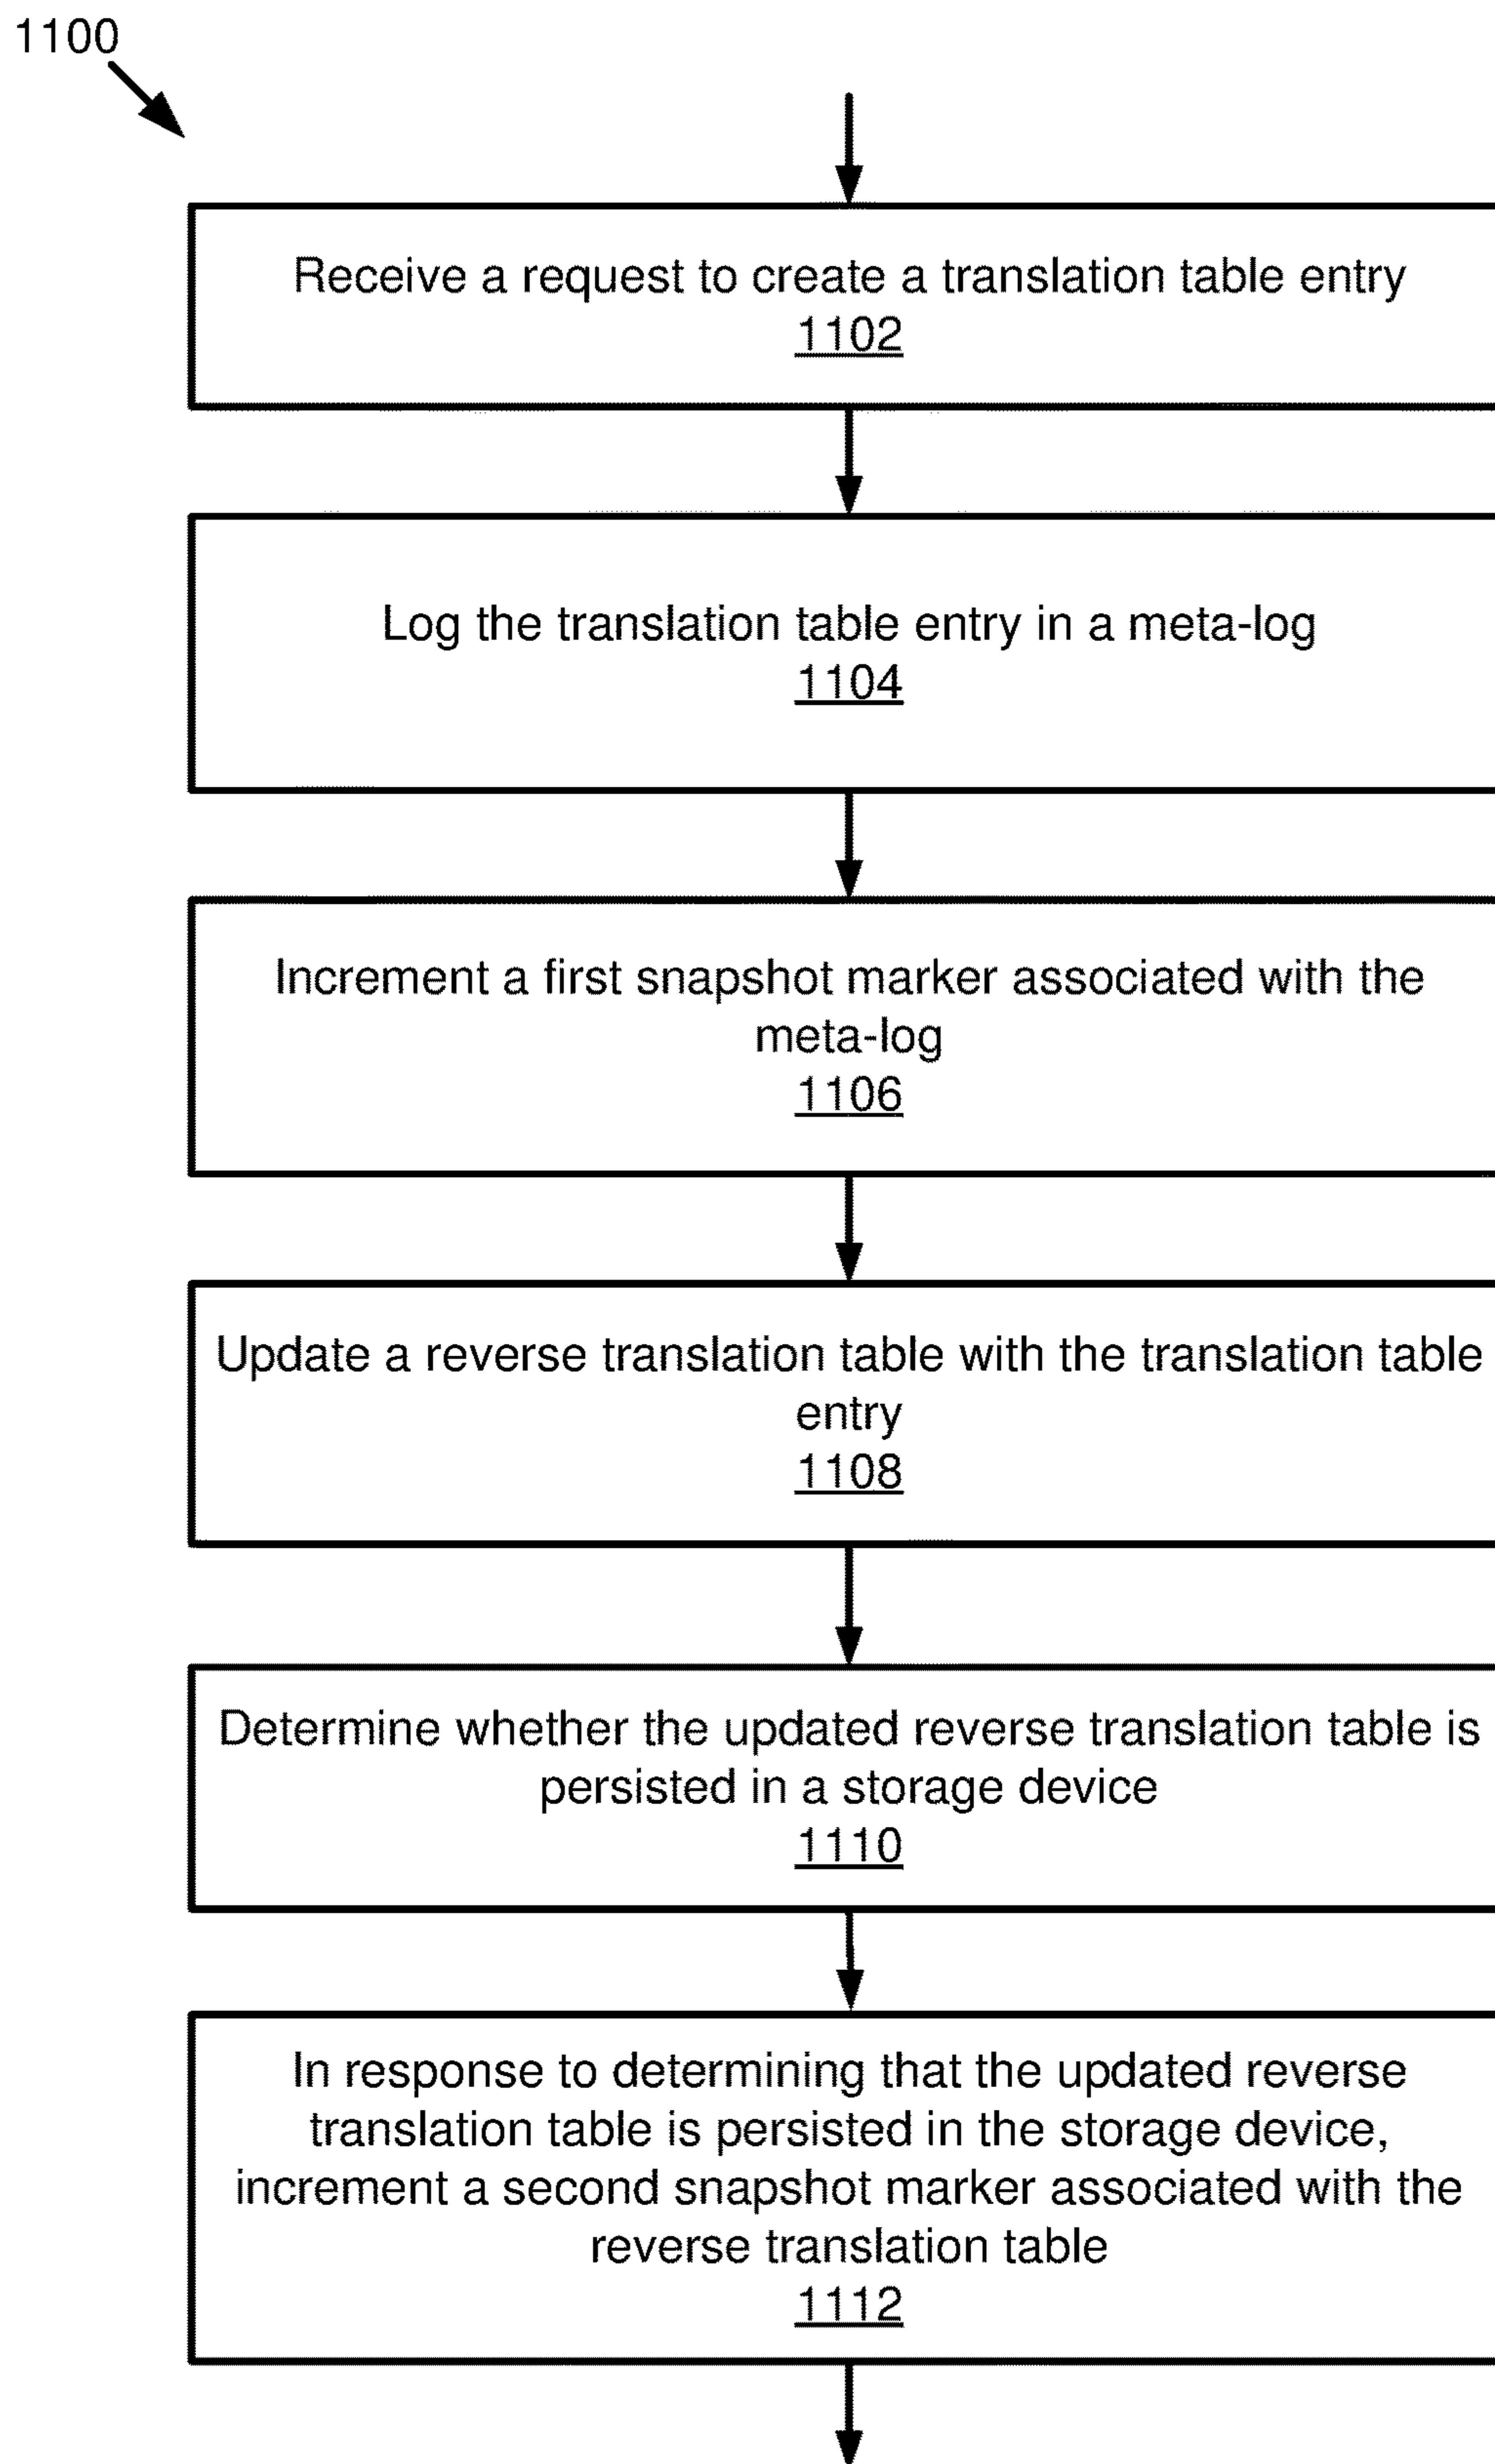 1100
Receive a request to create a translation table entry
1102
Log the translation table entry in a meta-log
1104
Increment a first snapshot marker associated with the
meta-log
1106
Update a reverse translation table with the translation table
entry
1108
Determine whether the updated reverse translation table is
persisted in a storage device
1110
In response to determining that the updated reverse
translation table is persisted in the storage device,
increment a second snapshot marker associated with the
reverse translation table
1112